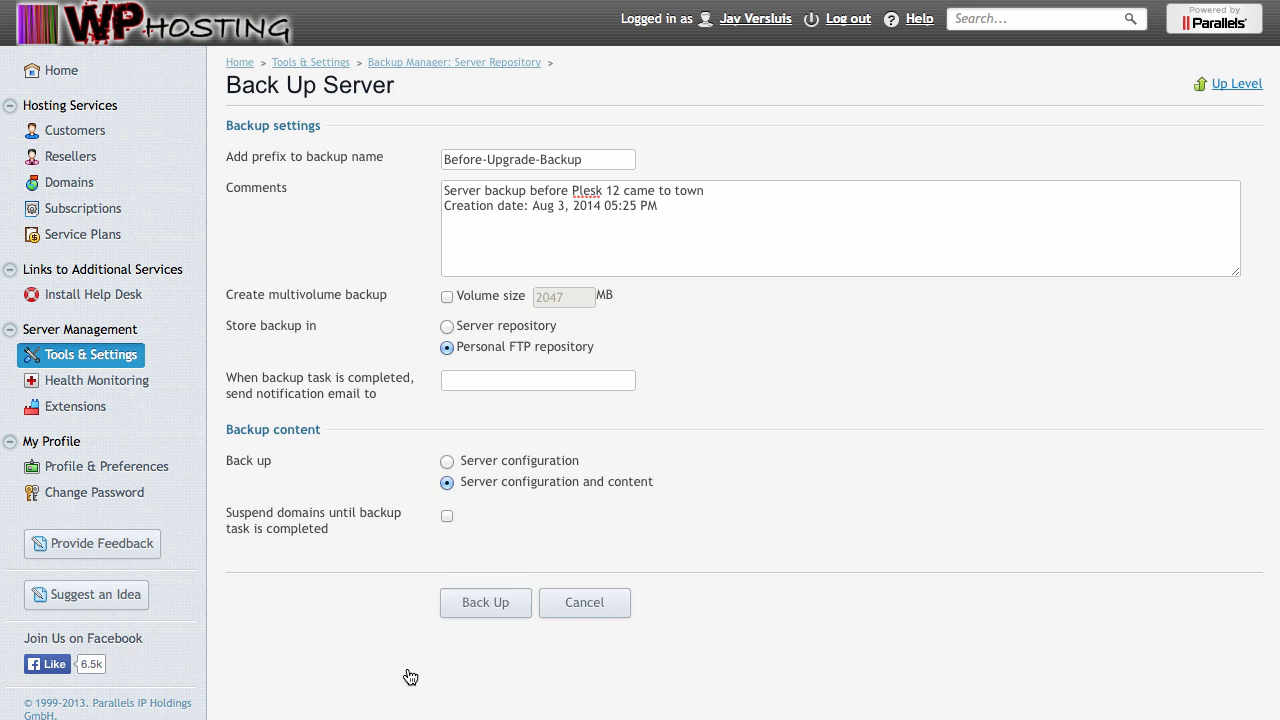 WPHOSTING
Logged in as Jav Versluis Log out Help Search... Powered by Parallels
Home
Hosting Services
Customers
Resellers
Domains
Subscriptions
Service Plans
Links to Additional Services
Install Help Desk
Server Management
Tools & Settings
Health Monitoring
Extensions
My Profile
Profile & Preferences
Change Password
Provide Feedback
Suggest an Idea
Join Us on Facebook
Like 6.5k
© 1999-2013. Parallels IP Holdings
GmbH.
Home > Tools & Settings > Backup Manager: Server Repository >
Back Up Server
Up Level
Backup settings
Add prefix to backup name Before-Upgrade-Backup
Comments Server backup before Plesk 12 came to town
Creation date: Aug 3, 2014 05:25 PM
Create multivolume backup Volume size 2047 MB
Store backup in Server repository
Personal FTP repository
When backup task is completed,
send notification email to
Backup content
Back up Server configuration
Server configuration and content
Suspend domains until backup
task is completed
Back Up Cancel